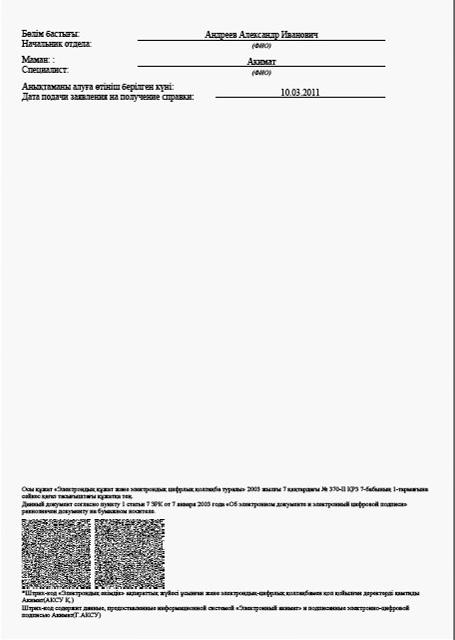 Бөлім бастығы:
Начальник отдела: Андреев Александр Иванович
(ФИО)
Маман: :
Специалист: Акимат
(ФИО)
Анықтаманы алуға өтініш берілген күні:
Дата подачи заявления на получение справки: 10.03.2011
Осы құжат «Электрондық құжат және электрондық цифрлық қолтаңба туралы» 2003 жылғы 7 қаңтардағы № 370-II ҚРЗ 7-бабының 1-тармағына
сәйкес қағаз тасығыштағы құжатқа тең.
Данный документ согласно пункту 1 статьи 7 ЗРК от 7 января 2003 года «Об электронном документе и электронной цифровой подписи»
равнозначен документу на бумажном носителе.
*Штрих-код «Электрондық әкімдік» ақпараттық жүйесі ұсынған және электрондық-цифрлық қолтаңбамен қол қойылған деректерді қамтиды
Акимат(АКСУ Қ.)
Штрих-код содержит данные, предоставленные информационной системой «Электронный акимат» и подписанные электронно-цифровой
подписью Акимат(Г.АКСУ)